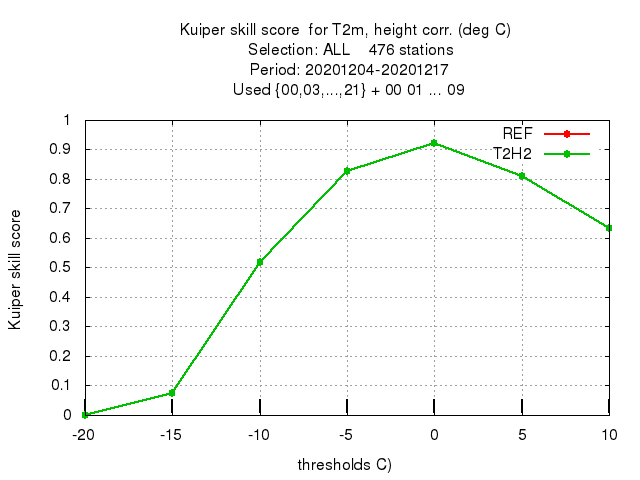 Kuiper skill score  for T2m, height corr. (deg C)
Selection: ALL    476 stations
Period: 20201204-20201217
Used {00,03,...,21} + 00 01 ... 09
REF
T2H2
1
0.9
0.8
0.7
0.6
0.5
0.4
0.3
0.2
0.1
0
Kuiper skill score
-20 -15 -10 -5 0 5 10
thresholds C)